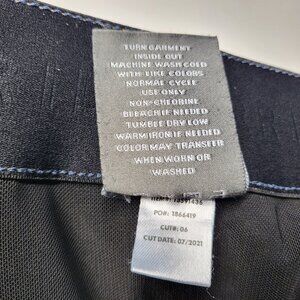 TURN GARMENT
INSIDE OUT
MACHINE WASH COLD
WITH LIKE COLORS
NORMAL CYCLE
USE ONLY
NON-CHLORINE
BLEACH IF NEEDED
TUMBLE DRY LOW
WARM IRON IF NEEDED
COLOR MAY TRANSFER
WHEN WORN OR
WASHED
PO#: 1866419
CUT#: 06
CUT DATE: 07/2021